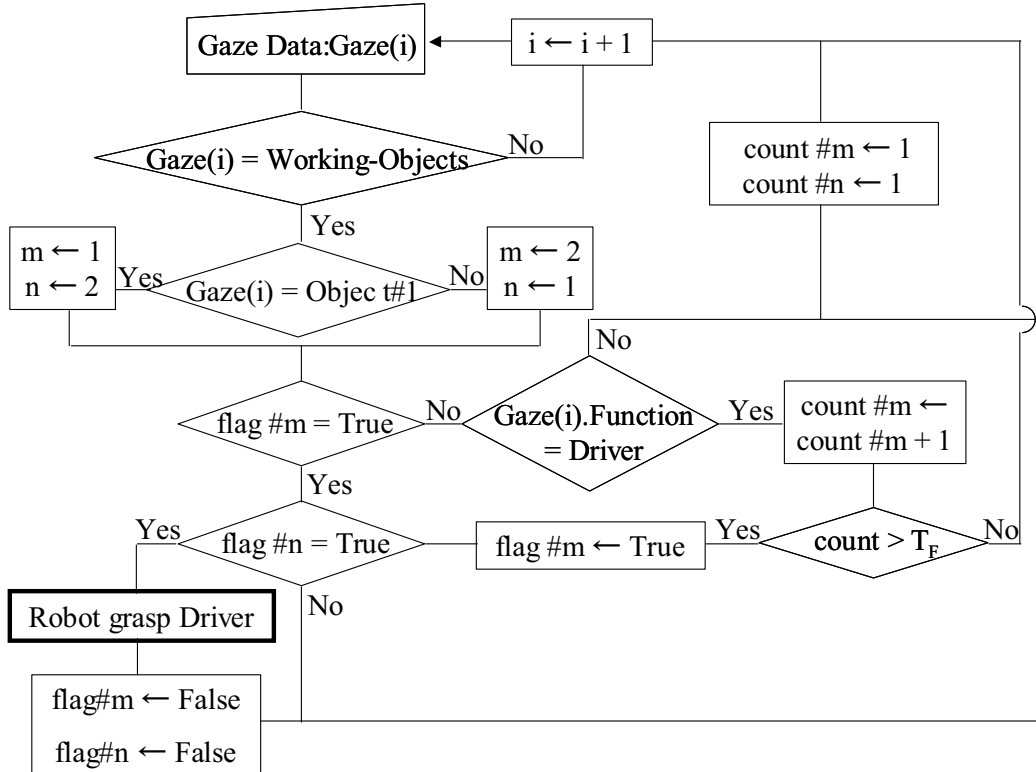 Gaze Data:Gaze(i)
i ← i + 1
Gaze(i) = Working-Objects
No
Yes
count #m ← 1
count #n ← 1
m ← 1
n ← 2
Yes
Gaze(i) = Objec t#1
No
m ← 2
n ← 1
No
flag #m = True
No
Gaze(i).Function
= Driver
Yes
count #m ←
count #m + 1
Yes
Yes
flag #n = True
flag #m ← True
Yes
count > T_F
No
Robot grasp Driver
No
flag#m ← False
flag#n ← False